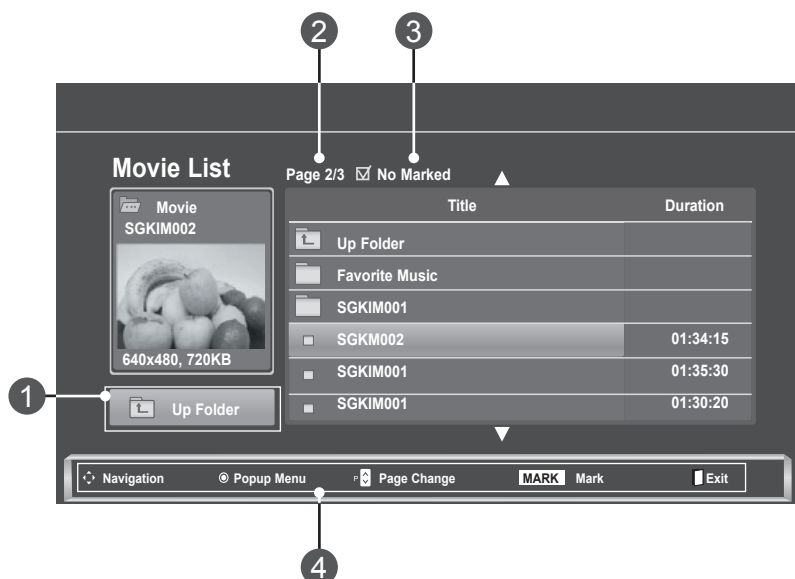 2 3
Movie List
Page 2/3 No Marked
Movie
SGKIM002
640x480, 720KB
1
Up Folder
Title Duration
Up Folder
Favorite Music
SGKIM001
SGKM002 01:34:15
SGKIM001 01:35:30
SGKIM001 01:30:20
Navigation Popup Menu P Page Change MARK Mark Exit
4